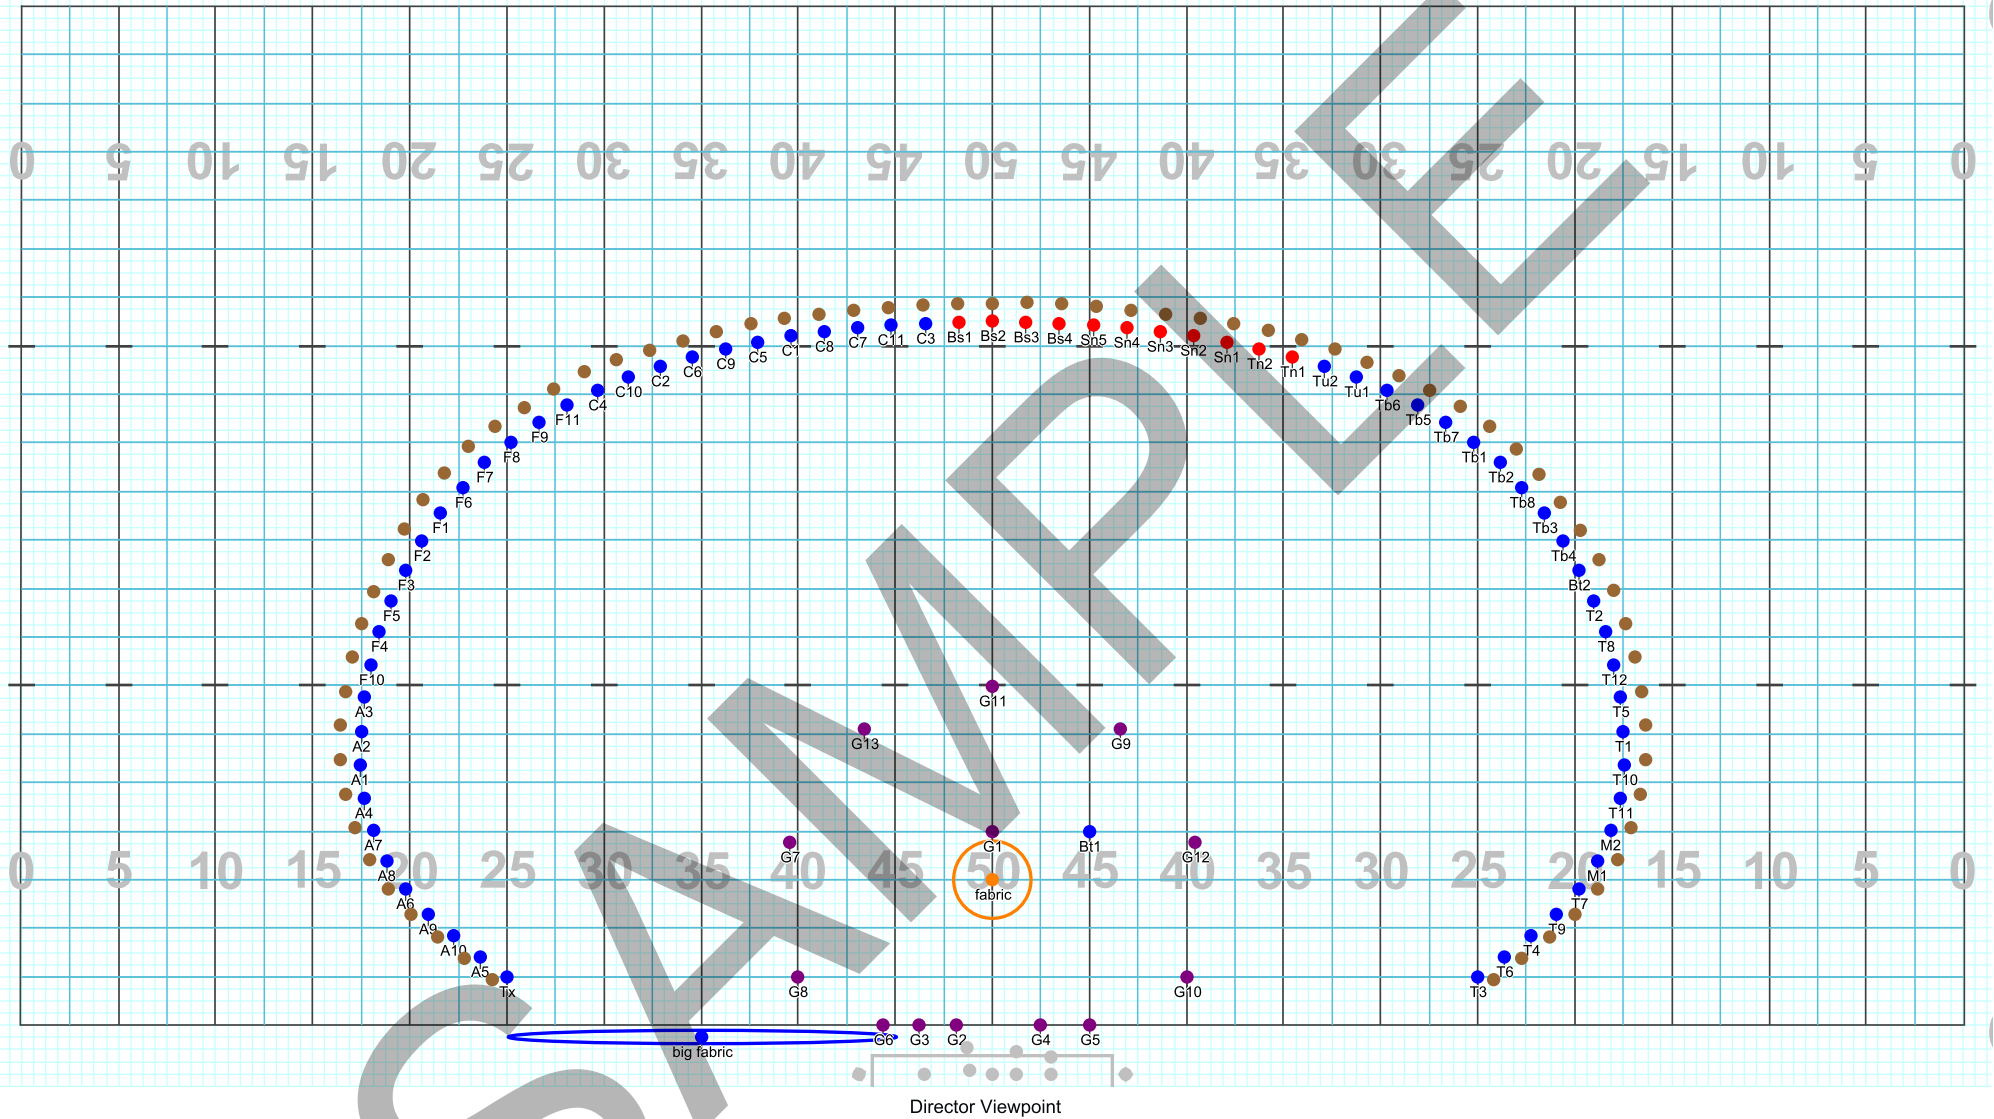 0 5 10 15 20 25 30 35 40 45 50 45 40 35 30 25 20 15 10 5 0
C1 C8 C7 C11 C3 Bs1 Bs2 Bs3 Bs4 Sn5 Sn4 Sn3 Sn2 Sn1 Tn2 Tn1
C4 C10 C2 C6 C9 C5 Tu2 Tu1 Tb6
F11 Tb5
F9 Tb7
F8 Tb1
F7 Tb2
F6 Tb8
F1 Tb3
F2 Tb4
F3 Bt2
F5 T2
F4 T8
F10 T12
G11
A3 T5
A2 G13 G9 T1
A1 T10
A4 T11
A7 G1 Bt1 M2
G7 G12
0 5 10 15 20 25 30 35 40 45 50 45 40 35 30 25 20 15 10 5 0
A8 M1
fabric
A6 T7
A9 T9
A10 T4
A5 T6
Tx G8 G10 T3
G6 G3 G2 G4 G5
big fabric
Director Viewpoint
SAMPLE